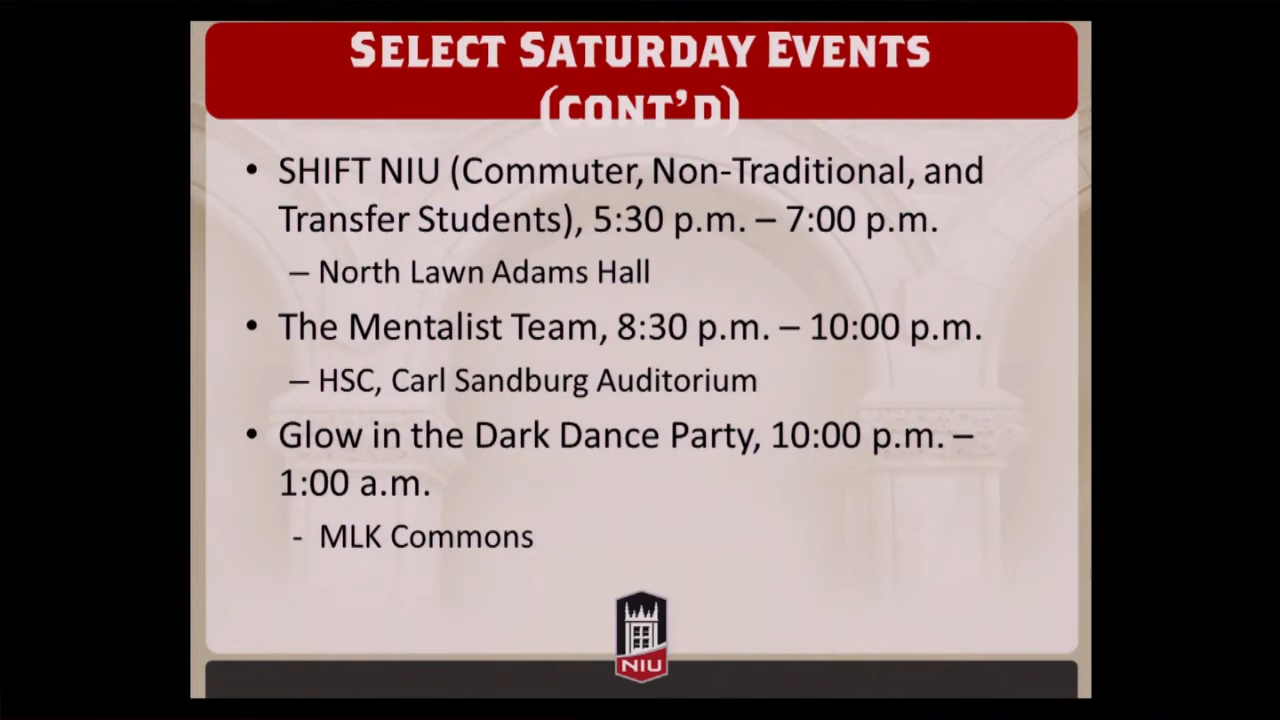 SELECT SATURDAY EVENTS
(CONT'D)
• SHIFT NIU (Commuter, Non-Traditional, and
Transfer Students), 5:30 p.m. – 7:00 p.m.
– North Lawn Adams Hall
• The Mentalist Team, 8:30 p.m. – 10:00 p.m.
– HSC, Carl Sandburg Auditorium
• Glow in the Dark Dance Party, 10:00 p.m. –
1:00 a.m.
- MLK Commons
NIU